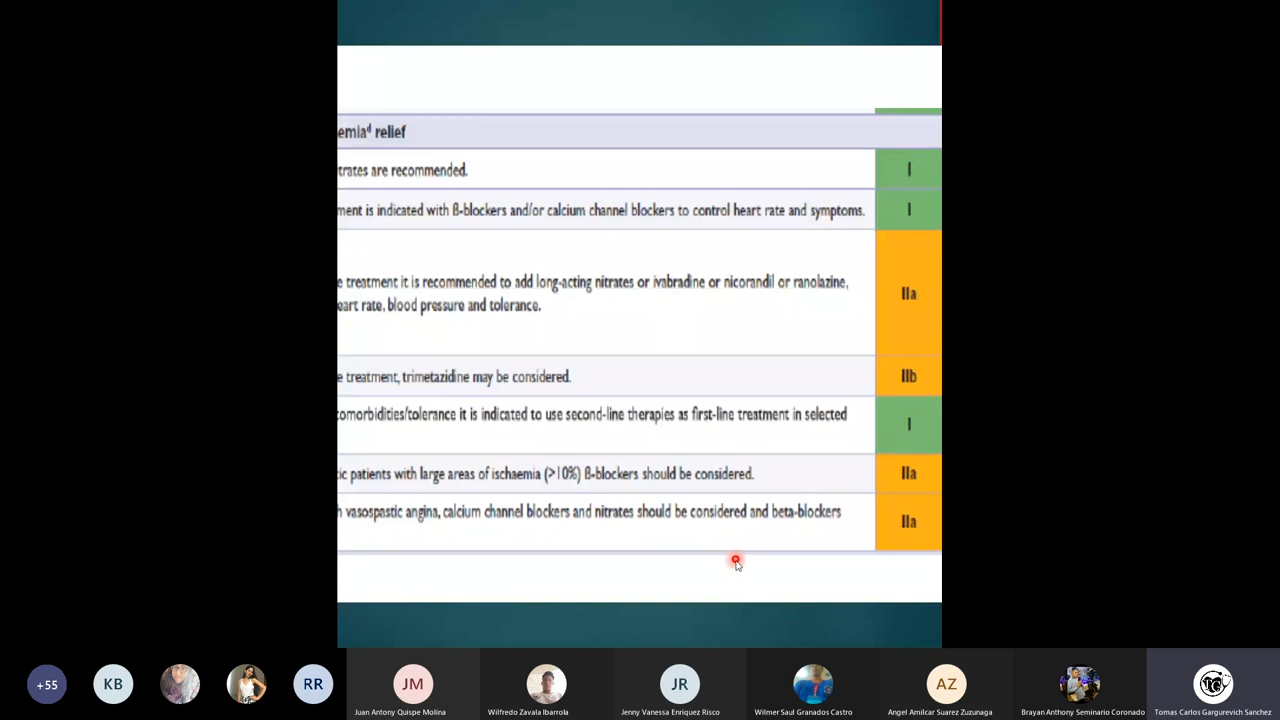 emiaᵈ relief
trates are recommended.
I
ment is indicated with ß-blockers and/or calcium channel blockers to control heart rate and symptoms.
I
e treatment it is recommended to add long-acting nitrates or ivabradine or nicorandil or ranolazine,
eart rate, blood pressure and tolerance.
IIa
e treatment, trimetazidine may be considered.
IIb
comorbidities/tolerance it is indicated to use second-line therapies as first-line treatment in selected
I
tic patients with large areas of ischaemia (>10%) ß-blockers should be considered.
IIa
h vasospastic angina, calcium channel blockers and nitrates should be considered and beta-blockers
IIa
+55
KB
RR
JM
JR
AZ
Juan Antony Quispe Molina
Wilfredo Zavala Ibarrola
Jenny Vanessa Enriquez Risco
Wilmer Saul Granados Castro
Angel Amilcar Suarez Zuzunaga
Brayan Anthony Seminario Coronado
Tomas Carlos Gargurevich Sanchez